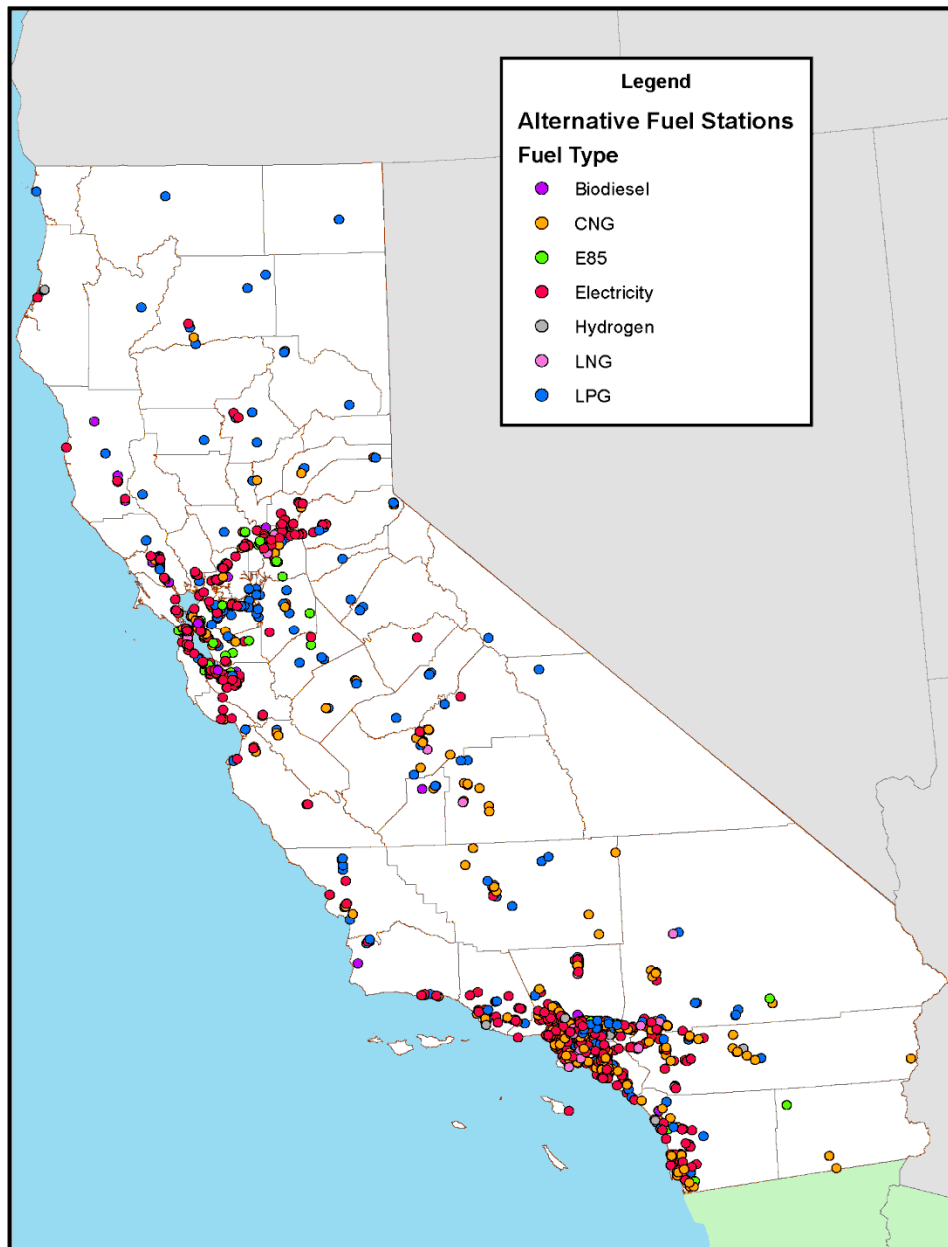 Legend
Alternative Fuel Stations
Fuel Type
Biodiesel
CNG
E85
Electricity
Hydrogen
LNG
LPG